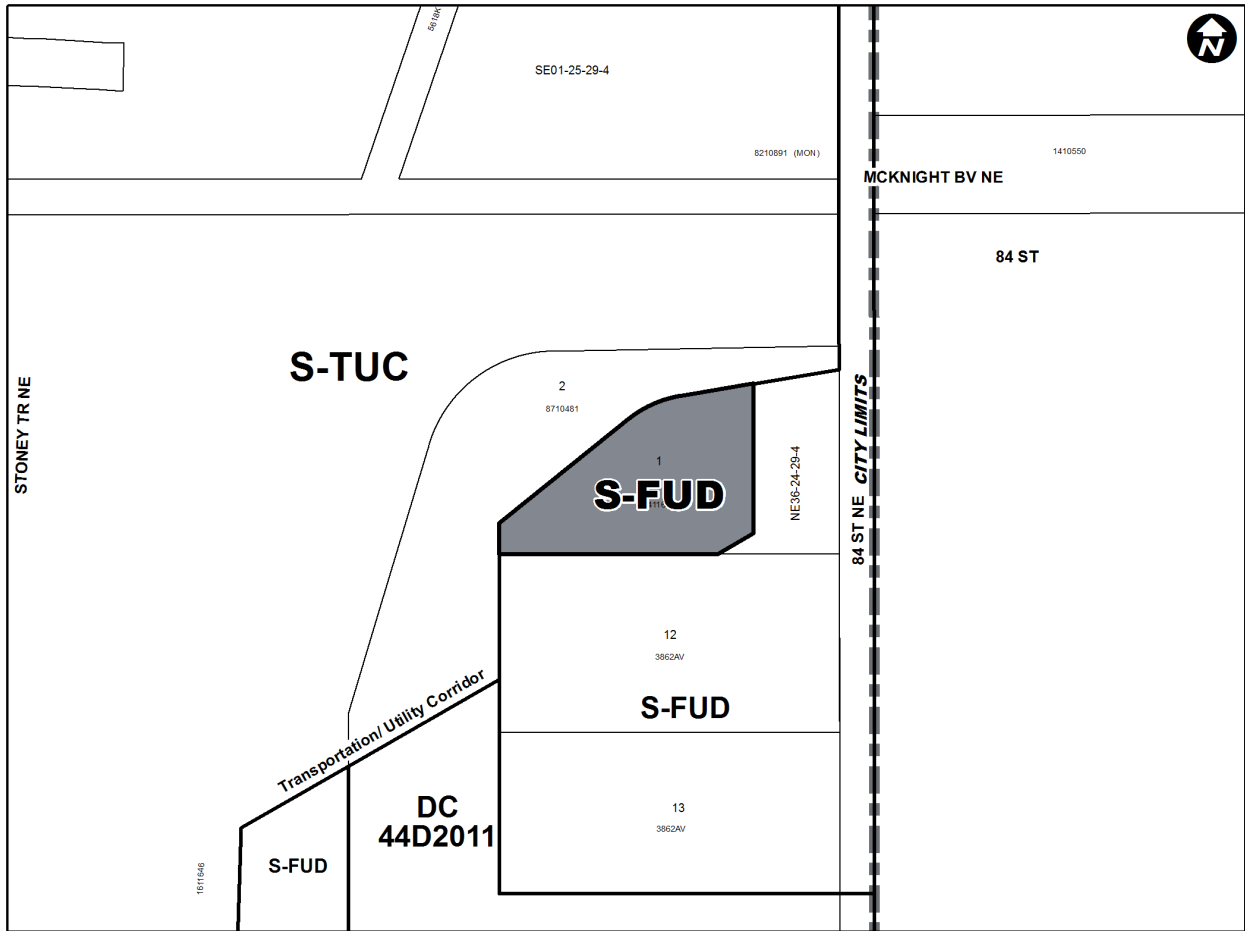 5618K
N
SE01-25-29-4
8210891 (MON)
1410550
MCKNIGHT BV NE
84 ST
S-TUC
STONEY TR NE
2
8710481
CITY LIMITS
84 ST NE
NE36-24-29-4
1
S-FUD
12
3862AV
S-FUD
Transportation/ Utility Corridor
13
3862AV
DC
44D2011
S-FUD
1611646